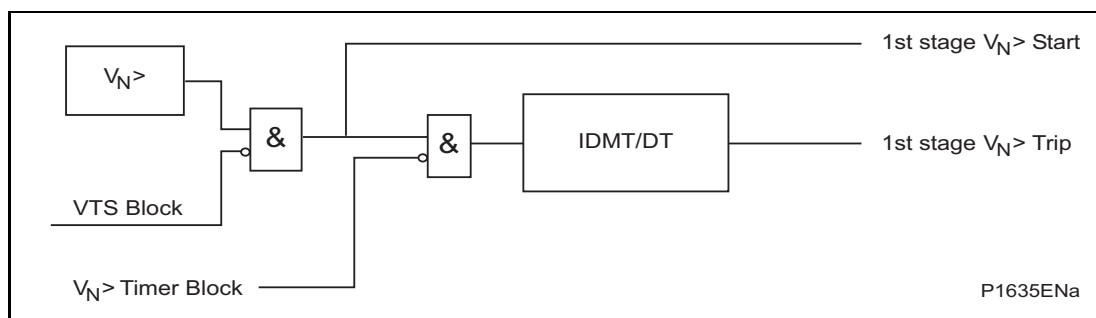 V_N>
1st stage V_N> Start
&
&
IDMT/DT
1st stage V_N> Trip
VTS Block
V_N> Timer Block
P1635ENa